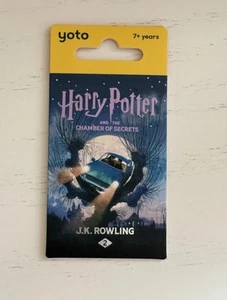 yoto
7+ years
Harry Potter
AND THE
CHAMBER OF SECRETS
J.K. ROWLING
2